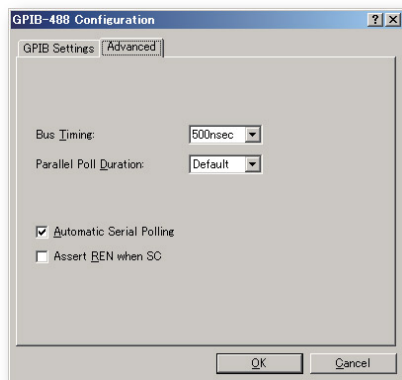 GPIB-488 Configuration
GPIB Settings Advanced
Bus Timing: 500nsec
Parallel Poll Duration: Default
Automatic Serial Polling
Assert REN when SC
OK Cancel